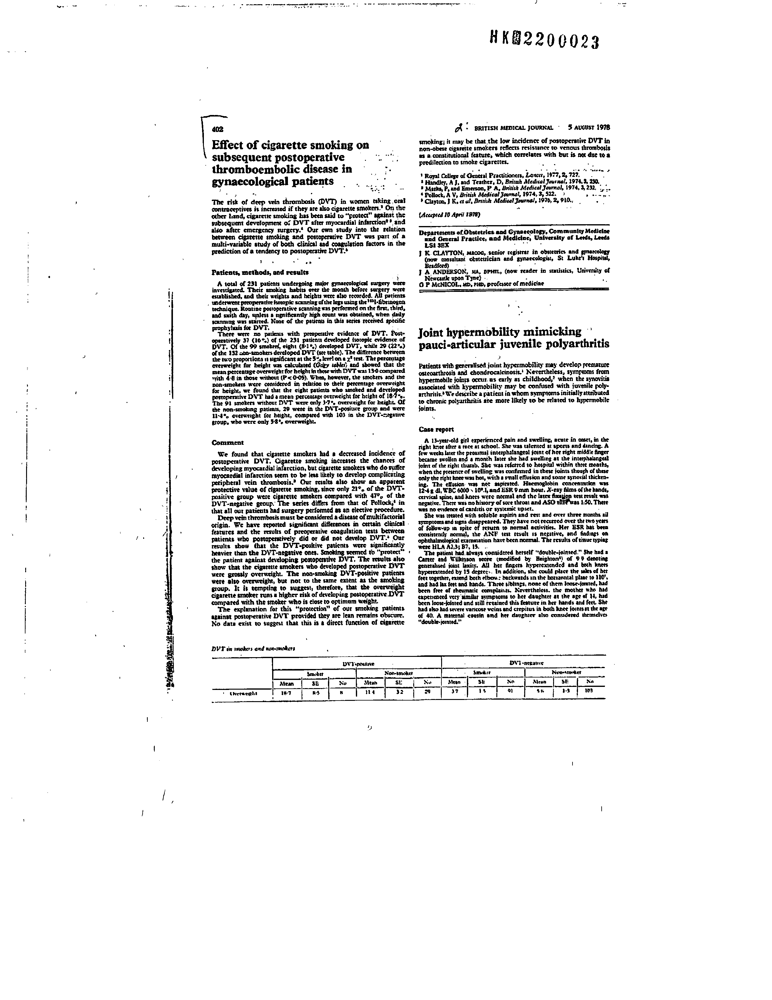 HK 2200023
402
BRITISH MEDICAL JOURNAL 5 AUGUST 1978
Effect of cigarette smoking on
subsequent postoperative
thromboembolic disease in
gynaecological patients
The risk of deep vein thrombosis (DVT) in women taking oral
contraceptives is increased if they are also cigarette smokers.¹ On the
other hand, cigarette smoking has been said to "protect" against the
subsequent development of DVT after myocardial infarction² ³ and
also after emergency surgery.⁴ Our own study into the relation
between cigarette smoking and postoperative DVT was part of a
multi-variable study of both clinical and coagulation factors in the
prediction of a tendency to postoperative DVT.⁵
Patients, methods, and results
A total of 231 patients undergoing major gynaecological surgery were
investigated. Their smoking habits over the month before surgery were
established, and their weights and heights were also recorded. All patients
underwent preoperative isotopic scanning of the legs using the ¹²⁵I-fibrinogen
technique. Routine postoperative scanning was performed on the first, third,
and sixth day, unless a significantly high count was obtained, when daily
scanning was started. None of the patients in this series received specific
prophylaxis for DVT.
There were no patients with preoperative evidence of DVT. Post-
operatively 37 (16%) of the 231 patients developed isotopic evidence of
DVT. Of the 99 smokers, eight (8·1%) developed DVT, while 29 (22%)
of the 132 non-smokers developed DVT (see table). The difference between
the two proportions is significant at the 5% level on a χ² test. The percentage
overweight for height was calculated (Geigy tables) and showed that the
mean percentage overweight for height in those with DVT was 13·0 compared
with 4·8 in those without (P<0·05). When, however, the smokers and the
non-smokers were considered in relation to their percentage overweight
for height, we found that the eight patients who smoked and developed
postoperative DVT had a mean percentage overweight for height of 18·7%.
The 91 smokers without DVT were only 3·7% overweight for height. Of
the non-smoking patients, 29 were in the DVT-positive group and were
11·4% overweight for height, compared with 103 in the DVT-negative
group, who were only 5·8% overweight.
Comment
We found that cigarette smokers had a decreased incidence of
postoperative DVT. Cigarette smoking increases the chances of
developing myocardial infarction, but cigarette smokers who do suffer
myocardial infarction seem to be less likely to develop complicating
peripheral vein thrombosis.² Our results also show an apparent
protective value of cigarette smoking, since only 21% of the DVT-
positive group were cigarette smokers compared with 47% of the
DVT-negative group. The series differs from that of Pollock,⁴ in
that all our patients had surgery performed as an elective procedure.
Deep vein thrombosis must be considered a disease of multifactorial
origin. We have reported significant differences in certain clinical
features and the results of preoperative coagulation tests between
patients who postoperatively did or did not develop DVT.⁵ Our
results show that the DVT-positive patients were significantly
heavier than the DVT-negative ones. Smoking seemed to "protect"
the patient against developing postoperative DVT. The results also
show that the cigarette smokers who developed postoperative DVT
were grossly overweight. The non-smoking DVT-positive patients
were also overweight, but not to the same extent as the smoking
group. It is tempting to suggest, therefore, that the overweight
cigarette smoker runs a higher risk of developing postoperative DVT
compared with the smoker who is close to optimum weight.
The explanation for this "protection" of our smoking patients
against postoperative DVT provided they are lean remains obscure.
No data exist to suggest that this is a direct function of cigarette
smoking; it may be that the low incidence of postoperative DVT in
non-obese cigarette smokers reflects resistance to venous thrombosis
as a constitutional feature, which correlates with but is not due to a
predilection to smoke cigarettes.
¹ Royal College of General Practitioners, Lancet, 1977, 2, 727.
² Handley, A J, and Teather, D, British Medical Journal, 1974, 3, 230.
³ Marks, P, and Emerson, P A, British Medical Journal, 1974, 3, 232.
⁴ Pollock, A V, British Medical Journal, 1974, 3, 522.
⁵ Clayton, J K, et al, British Medical Journal, 1976, 2, 910.
(Accepted 10 April 1978)
Departments of Obstetrics and Gynaecology, Community Medicine
and General Practice, and Medicine, University of Leeds, Leeds
LS1 3EX
J K CLAYTON, MRCOG, senior registrar in obstetrics and gynaecology
(now consultant obstetrician and gynaecologist, St Luke's Hospital,
Bradford)
J A ANDERSON, MA, DPHIL, (now reader in statistics, University of
Newcastle upon Tyne)
G P McNICOL, MD, PHD, professor of medicine
Joint hypermobility mimicking
pauci-articular juvenile polyarthritis
Patients with generalised joint hypermobility may develop premature
osteoarthrosis and chondrocalcinosis.¹ Nevertheless, symptoms from
hypermobile joints occur as early as childhood,² when the synovitis
associated with hypermobility may be confused with juvenile poly-
arthritis.³ We describe a patient in whom symptoms initially attributed
to chronic polyarthritis are more likely to be related to hypermobile
joints.
Case report
A 13-year-old girl experienced pain and swelling, acute in onset, in the
right knee after a race at school. She was talented at sports and dancing. A
few weeks later the proximal interphalangeal joint of her right middle finger
became swollen and a month later she had swelling at the interphalangeal
joint of the right thumb. She was referred to hospital within three months,
when the presence of swelling was confirmed in these joints though of these
only the right knee was hot, with a small effusion and some synovial thicken-
ing. The effusion was not aspirated. Haemoglobin concentration was
12·4 g dl, WBC 6000 × 10⁹/l, and ESR 9 mm hour. X-ray films of the hands,
cervical spine, and knees were normal and the latex fixation test result was
negative. There was no history of sore throat and ASO titre was 1:50. There
was no evidence of carditis or systemic upset.
She was treated with soluble aspirin and rest and over three months all
symptoms and signs disappeared. They have not recurred over the two years
of follow-up in spite of return to normal activities. Her ESR has been
consistently normal, the ANF test result is negative, and findings on
ophthalmological examination have been normal. The results of tissue typing
were HLA A2,3; B7, 15.
The patient had always considered herself "double-jointed." She had a
Carter and Wilkinson score (modified by Beighton⁴) of 9 9 denoting
generalised joint laxity. All her fingers hyperextended and both knees
hyperextended by 15 degrees. In addition, she could place the soles of her
feet together, extend both elbows backwards in the horizontal plane to 110°,
and had lax feet and hands. Three siblings, none of them loose-jointed, had
been free of rheumatic complaints. Nevertheless, the mother who had
experienced very similar symptoms to her daughter at the age of 14, had
been loose-jointed and still retained this feature in her hands and feet. She
had also had severe varicose veins and crepitus in both knee joints at the age
of 40. A maternal cousin and her daughter also considered themselves
"double-jointed."
DVT in smokers and non-smokers
DVT-positive DVT-negative
Smoker Non-smoker Smoker Non-smoker
Mean SE No Mean SE No Mean SE No Mean SE No
Overweight 18·7 8·5 8 11·4 3·2 29 3·7 1·5 91 5·8 1·5 103